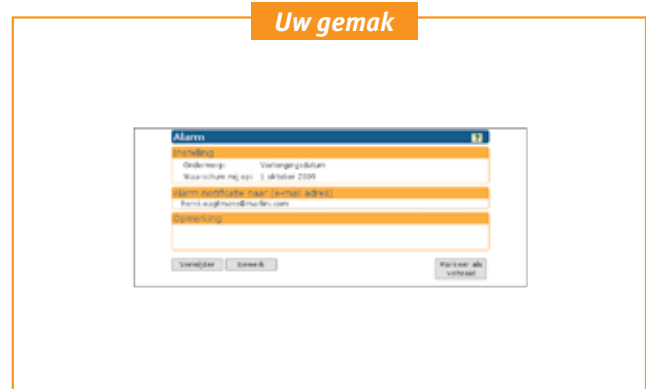 Uw gemak
Alarm
Instelling
Onderwerp: Verlengingsdatum
Waarschuw mij op: 1 oktober 2009
Alarm notificatie naar (e-mail adres)
Opmerking
Verwijder Bewerk
Markeer als